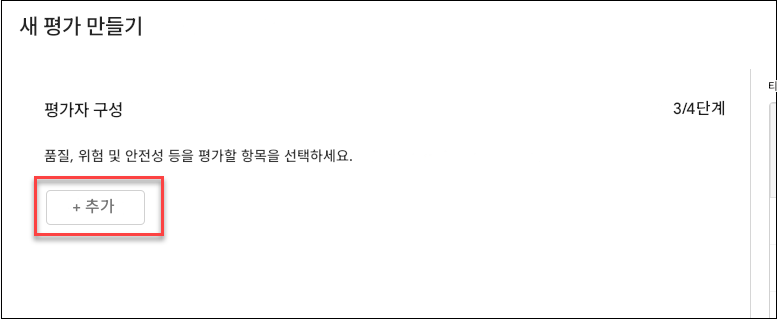 새 평가 만들기
평가자 구성
3/4단계
품질, 위험 및 안전성 등을 평가할 항목을 선택하세요.
+ 추가